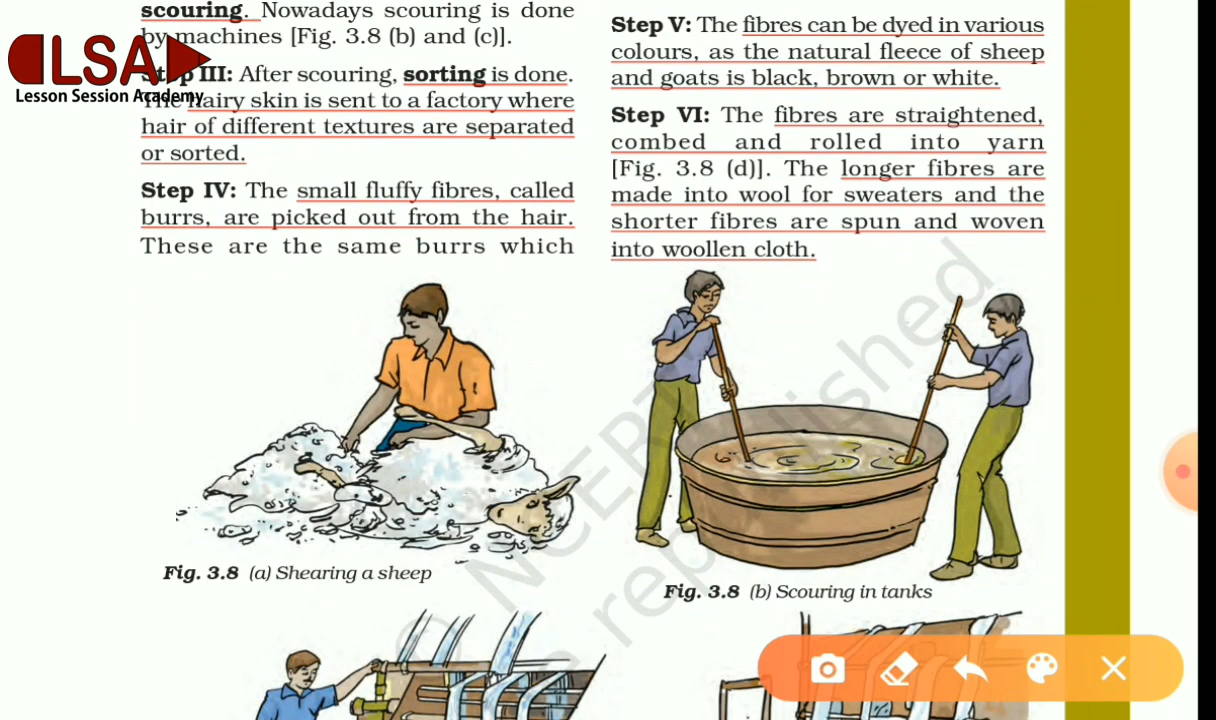 LSA
Lesson Session Academy
scouring. Nowadays scouring is done
by machines [Fig. 3.8 (b) and (c)].
Step III: After scouring, sorting is done.
The hairy skin is sent to a factory where
hair of different textures are separated
or sorted.
Step IV: The small fluffy fibres, called
burrs, are picked out from the hair.
These are the same burrs which
Step V: The fibres can be dyed in various
colours, as the natural fleece of sheep
and goats is black, brown or white.
Step VI: The fibres are straightened,
combed and rolled into yarn
[Fig. 3.8 (d)]. The longer fibres are
made into wool for sweaters and the
shorter fibres are spun and woven
into woollen cloth.
Fig. 3.8 (a) Shearing a sheep
Fig. 3.8 (b) Scouring in tanks
NCERT
republished